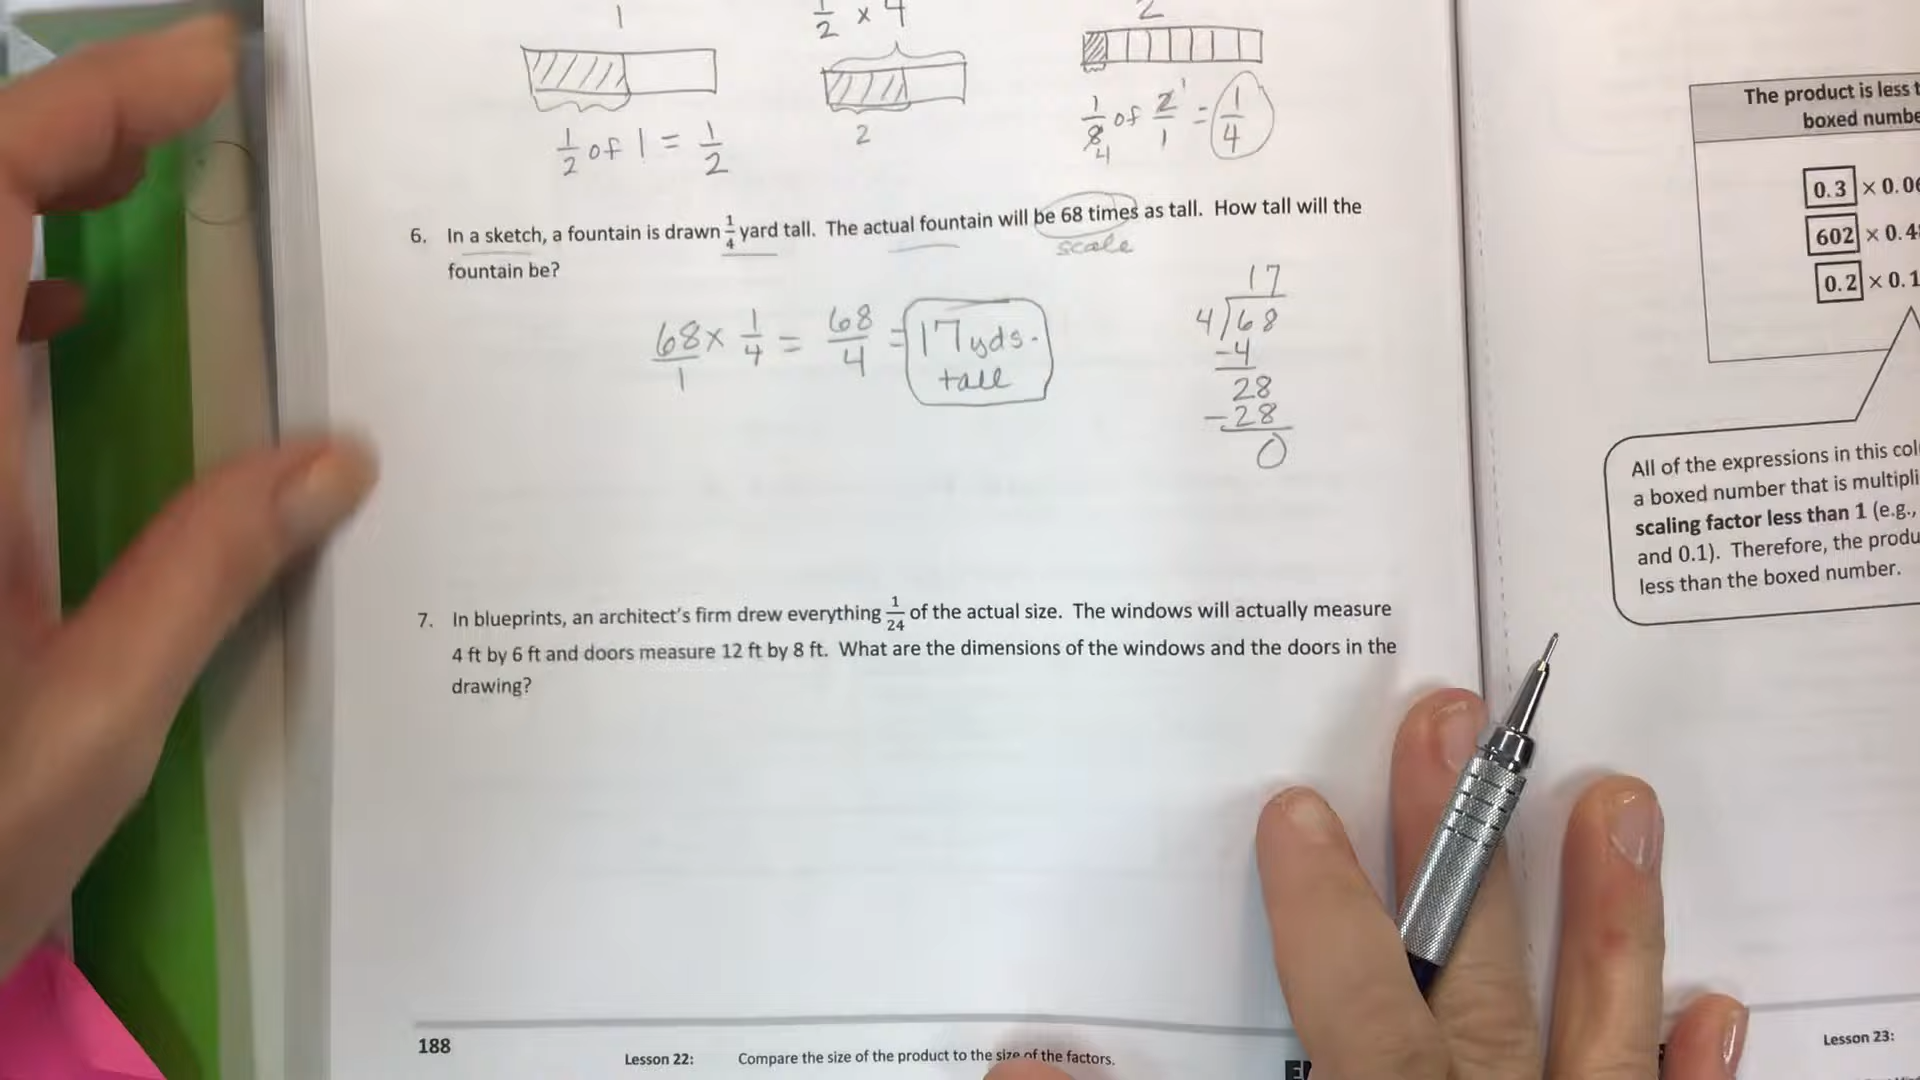 1
1/2 x 4
2
1/2 of 1 = 1/2
2
1/8 4 of 2/1 1 = 1/4
6. In a sketch, a fountain is drawn 1/4 yard tall. The actual fountain will be 68 times as tall. How tall will the
scale
fountain be?
68/1 x 1/4 = 68/4 = 17 yds. tall
17
4)68
-4
28
-28
0
7. In blueprints, an architect's firm drew everything 1/24 of the actual size. The windows will actually measure
4 ft by 6 ft and doors measure 12 ft by 8 ft. What are the dimensions of the windows and the doors in the
drawing?
188
Lesson 22: Compare the size of the product to the size of the factors.
The product is less
boxed
0.3 × 0.0
602 × 0.4
0.2 × 0.1
All of the expressions in this
a boxed number that is
scaling factor less than 1 (e.g.,
and 0.1). Therefore, the
less than the boxed number.
Lesson 23: